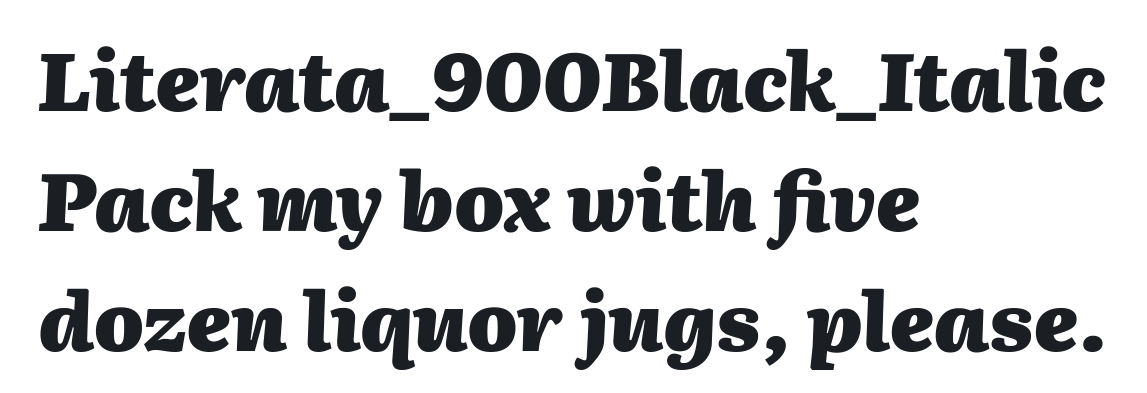 Literata_900Black_Italic
Pack my box with five
dozen liquor jugs, please.